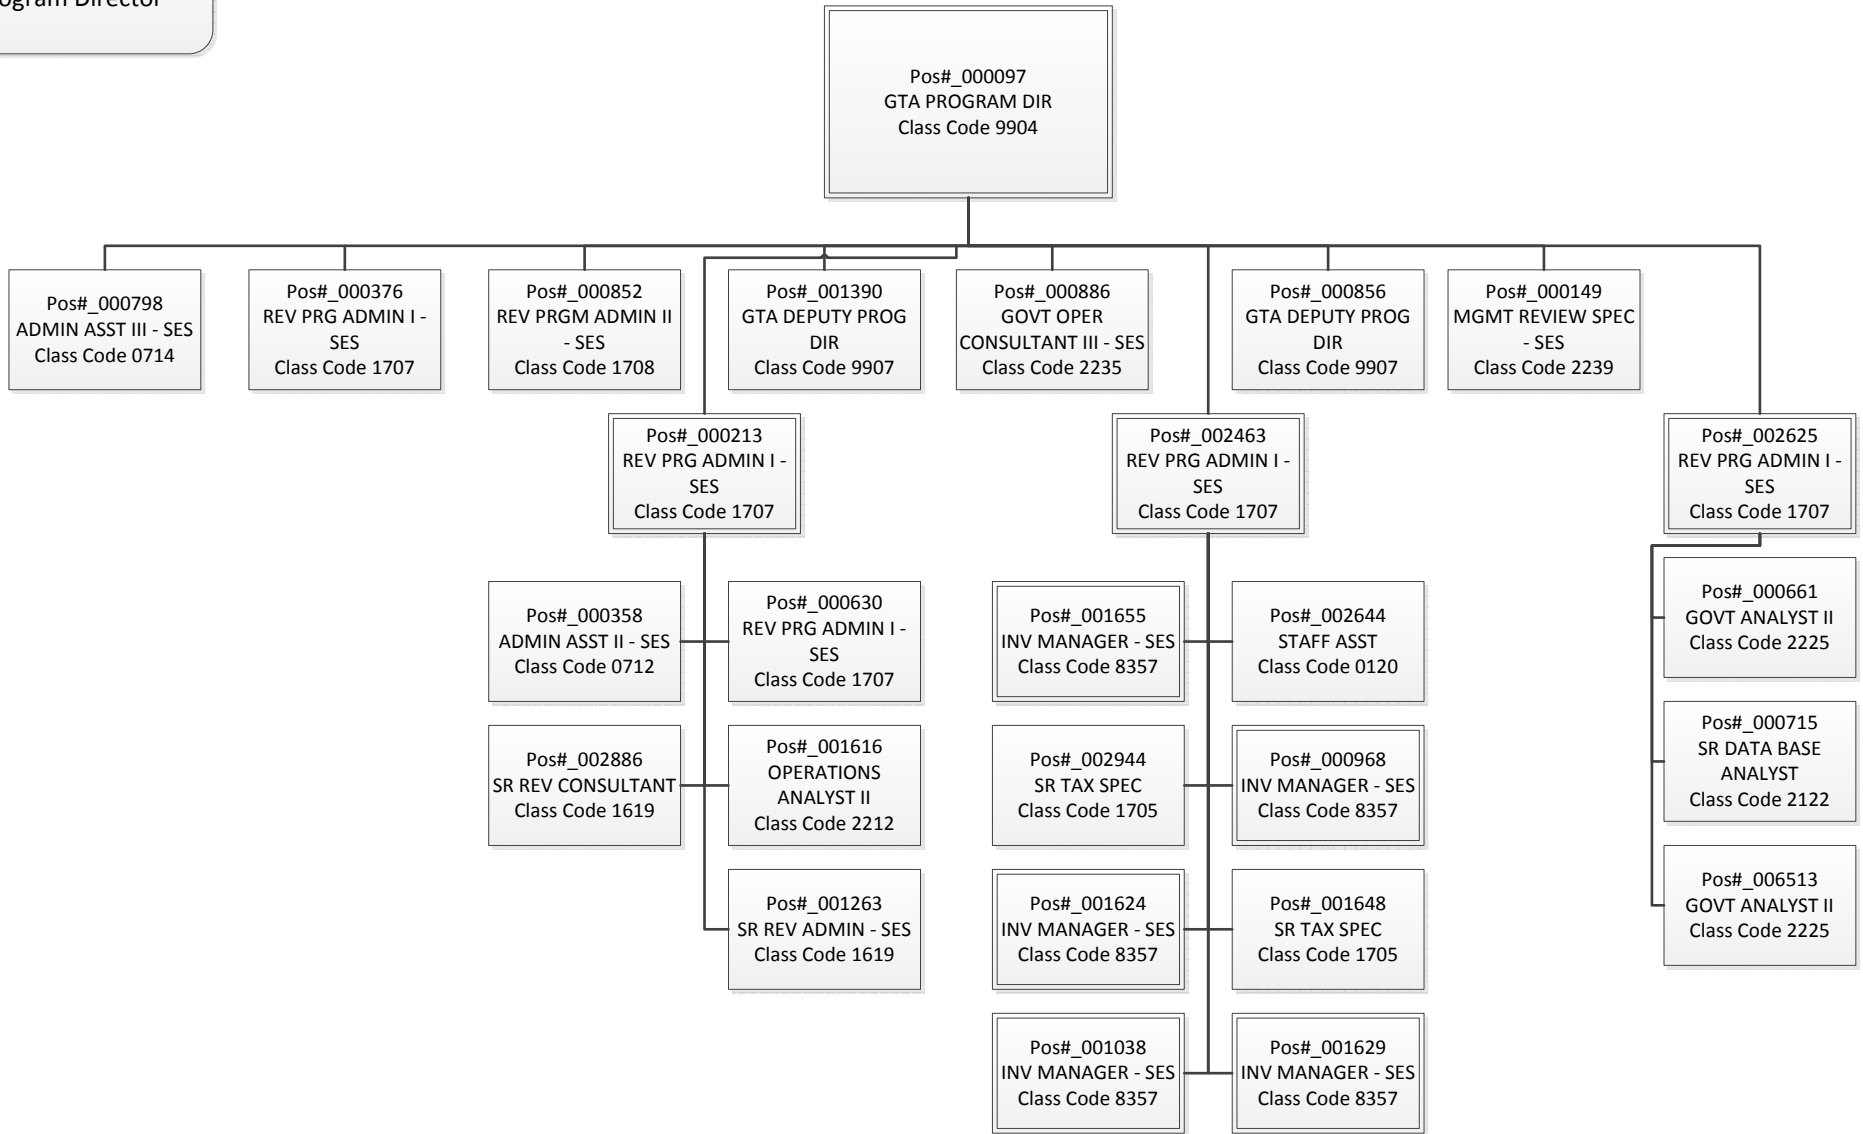 Program Director
Pos#_000097
GTA PROGRAM DIR
Class Code 9904
Pos#_000798
ADMIN ASST III - SES
Class Code 0714
Pos#_000376
REV PRG ADMIN I -
SES
Class Code 1707
Pos#_000852
REV PRGM ADMIN II
- SES
Class Code 1708
Pos#_001390
GTA DEPUTY PROG
DIR
Class Code 9907
Pos#_000886
GOVT OPER
CONSULTANT III - SES
Class Code 2235
Pos#_000856
GTA DEPUTY PROG
DIR
Class Code 9907
Pos#_000149
MGMT REVIEW SPEC
- SES
Class Code 2239
Pos#_000213
REV PRG ADMIN I -
SES
Class Code 1707
Pos#_002463
REV PRG ADMIN I -
SES
Class Code 1707
Pos#_002625
REV PRG ADMIN I -
SES
Class Code 1707
Pos#_000358
ADMIN ASST II - SES
Class Code 0712
Pos#_000630
REV PRG ADMIN I -
SES
Class Code 1707
Pos#_002886
SR REV CONSULTANT
Class Code 1619
Pos#_001616
OPERATIONS
ANALYST II
Class Code 2212
Pos#_001263
SR REV ADMIN - SES
Class Code 1619
Pos#_001655
INV MANAGER - SES
Class Code 8357
Pos#_002644
STAFF ASST
Class Code 0120
Pos#_002944
SR TAX SPEC
Class Code 1705
Pos#_000968
INV MANAGER - SES
Class Code 8357
Pos#_001624
INV MANAGER - SES
Class Code 8357
Pos#_001648
SR TAX SPEC
Class Code 1705
Pos#_001038
INV MANAGER - SES
Class Code 8357
Pos#_001629
INV MANAGER - SES
Class Code 8357
Pos#_000661
GOVT ANALYST II
Class Code 2225
Pos#_000715
SR DATA BASE
ANALYST
Class Code 2122
Pos#_006513
GOVT ANALYST II
Class Code 2225